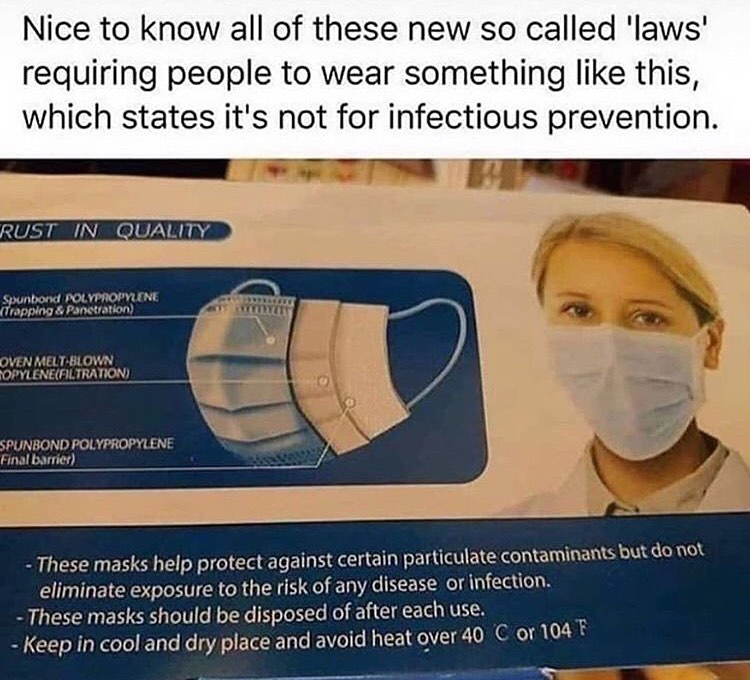 Nice to know all of these new so called 'laws'
requiring people to wear something like this,
which states it's not for infectious prevention.
RUST IN QUALITY
Spunbond POLYPROPYLENE
(Trapping & Panetration)
OVEN MELT-BLOWN
OPYLENE(FILTRATION)
SPUNBOND POLYPROPYLENE
Final barrier)
- These masks help protect against certain particulate contaminants but do not
eliminate exposure to the risk of any disease or infection.
- These masks should be disposed of after each use.
- Keep in cool and dry place and avoid heat over 40 C or 104 F